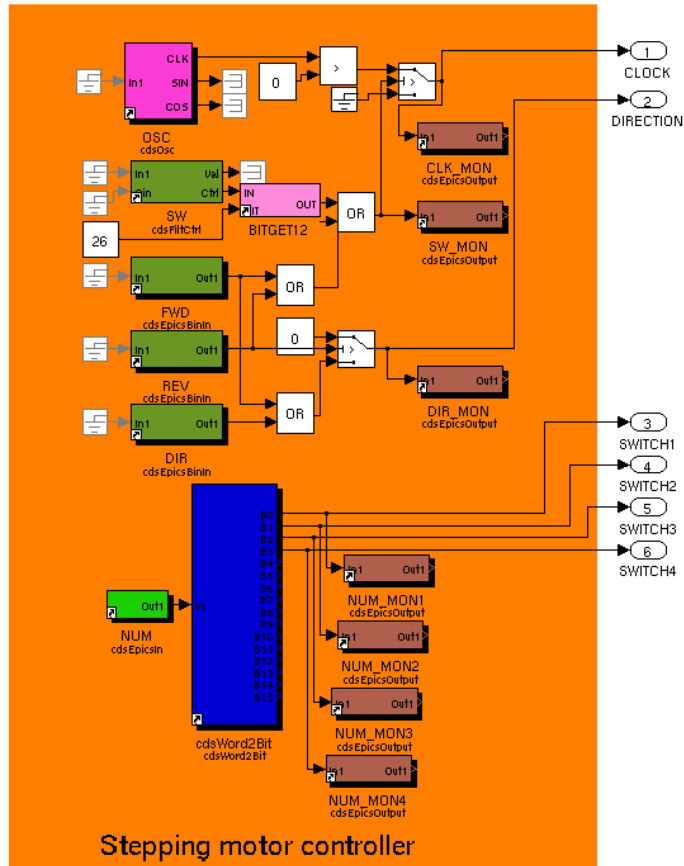 CLK
In1
SIN
COS
OSC
cdsOsc
0
>
>
1
CLOCK
2
DIRECTION
In1 Out1
CLK_MON
cdsEpicsOutput
In1 Val
Ctrl
SW
cdsFiltCtrl
IN
OUT
BITGET12
26
OR
In1 Out1
SW_MON
cdsEpicsOutput
In1 Out1
FWD
cdsEpicsBinIn
OR
In1 Out1
REV
cdsEpicsBinIn
0
>
In1 Out1
DIR_MON
cdsEpicsOutput
OR
In1 Out1
DIR
cdsEpicsBinIn
3
SWITCH1
4
SWITCH2
5
SWITCH3
6
SWITCH4
B0
B1
B2
B3
B4
B5
B6
B7
B8
B9
B10
B11
B12
B13
B14
B15
In
cdsWord2Bit
cdsWord2Bit
Out1
NUM
cdsEpicsIn
In1 Out1
NUM_MON1
cdsEpicsOutput
In1 Out1
NUM_MON2
cdsEpicsOutput
In1 Out1
NUM_MON3
cdsEpicsOutput
In1 Out1
NUM_MON4
cdsEpicsOutput
Stepping motor controller